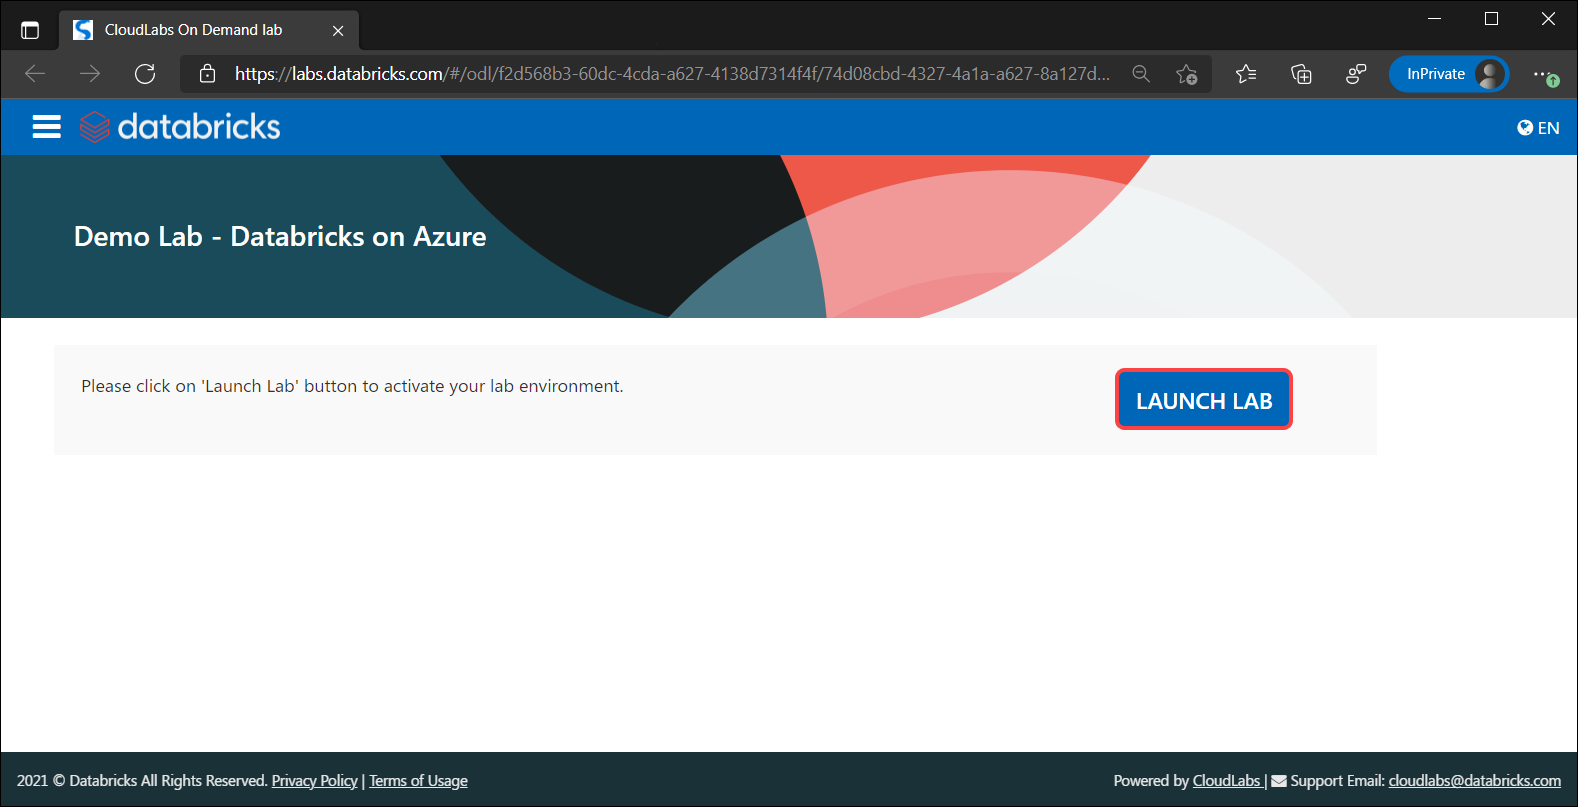 CloudLabs On Demand lab
https://labs.databricks.com/#/odl/f2d568b3-60dc-4cda-a627-4138d7314f4f/74d08cbd-4327-4a1a-a627-8a127d...
InPrivate
databricks
EN
Demo Lab - Databricks on Azure
Please click on 'Launch Lab' button to activate your lab environment.
LAUNCH LAB
2021 © Databricks All Rights Reserved. Privacy Policy | Terms of Usage
Powered by CloudLabs | Support Email: cloudlabs@databricks.com